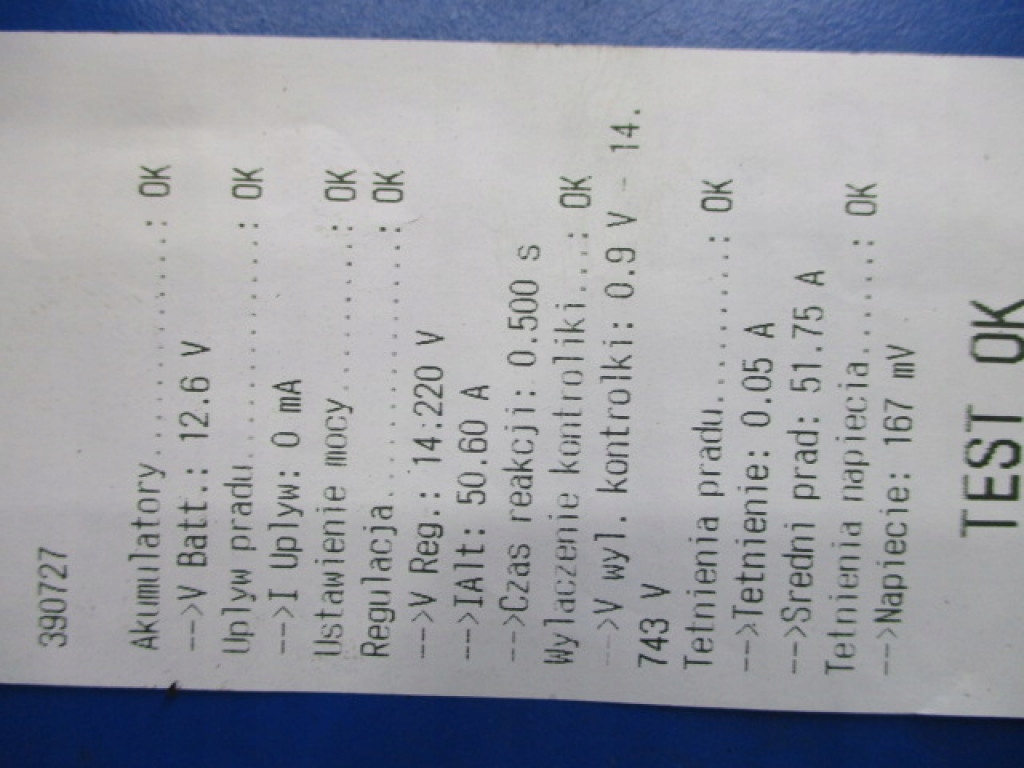 390727
Akumulatory..............: OK
-->V Batt.: 12.6 V
Uplyw pradu..............: OK
-->I Uplyw: 0 mA
Ustawienie mocy..........: OK
Regulacja................: OK
-->V Reg.: 14:220 V
-->IAlt: 50.60 A
-->Czas reakcji: 0.500 s
Wylaczenie kontroliki....: OK
-->V wyl. kontrolki: 0.9 V - 14.
743 V
Tetnienia pradu..........: OK
-->Tetnienie: 0.05 A
-->Sredni prad: 51.75 A
Tetnienia napiecia.......: OK
-->Napiecie: 167 mV
TEST OK